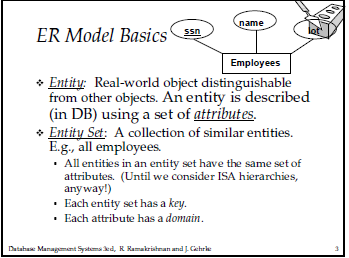 ER Model Basics
ssn
name
lot
Employees
❖ Entity: Real-world object distinguishable
from other objects. An entity is described
(in DB) using a set of attributes.
❖ Entity Set: A collection of similar entities.
E.g., all employees.
▪ All entities in an entity set have the same set of
attributes. (Until we consider ISA hierarchies,
anyway!)
▪ Each entity set has a key.
▪ Each attribute has a domain.
Database Management Systems 3ed, R. Ramakrishnan and J. Gehrke
3